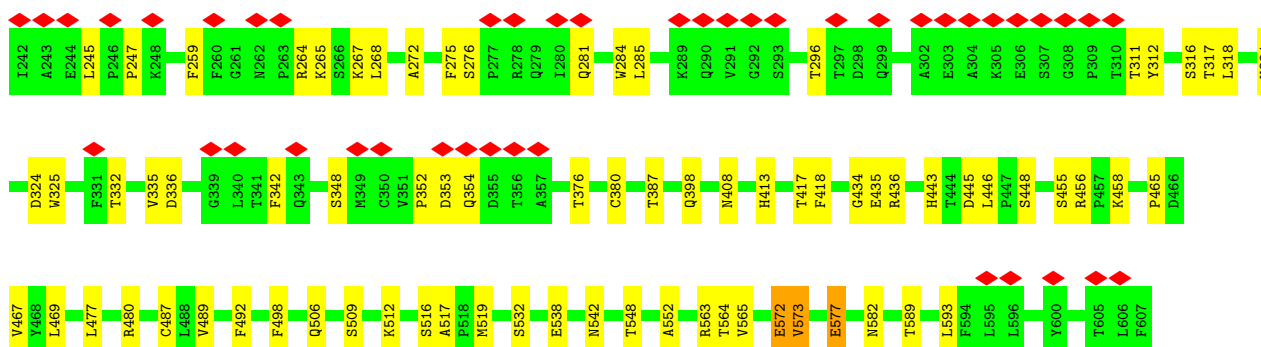 I242 A243 E244 L245 P246 P247 K248 F259 F260 G261 N262 P263 R264 K265 S266 K267 L268 A272 F275 S276 P277 R278 Q279 I280 Q281 W284 L285 K289 Q290 V291 G292 S293 T296 T297 D298 Q299 A302 E303 A304 K305 E306 S307 G308 P309 T310 T311 Y312 S316 T317 L318
D324 W325 F331 T332 V335 D336 G339 L340 T341 F342 Q343 S348 M349 C350 V351 P352 D353 Q354 D355 T356 A357 T376 C380 T387 Q398 N408 H413 T417 F418 G434 E435 R436 H443 T444 D445 L446 P447 S448 S455 R456 P457 K458 P465 D466
V467 Y468 L469 L477 R480 C487 L488 V489 F492 F498 Q506 S509 K512 S516 A517 P518 M519 S532 E538 N542 T548 A552 R563 T564 V565 E572 V573 E577 N582 T589 L593 F594 L595 L596 Y600 T605 L606 F607